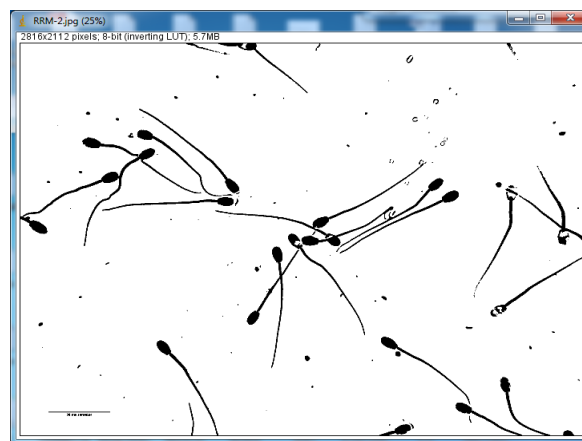 RRM-2.jpg (25%)
2816x2112 pixels; 8-bit (inverting LUT); 5.7MB